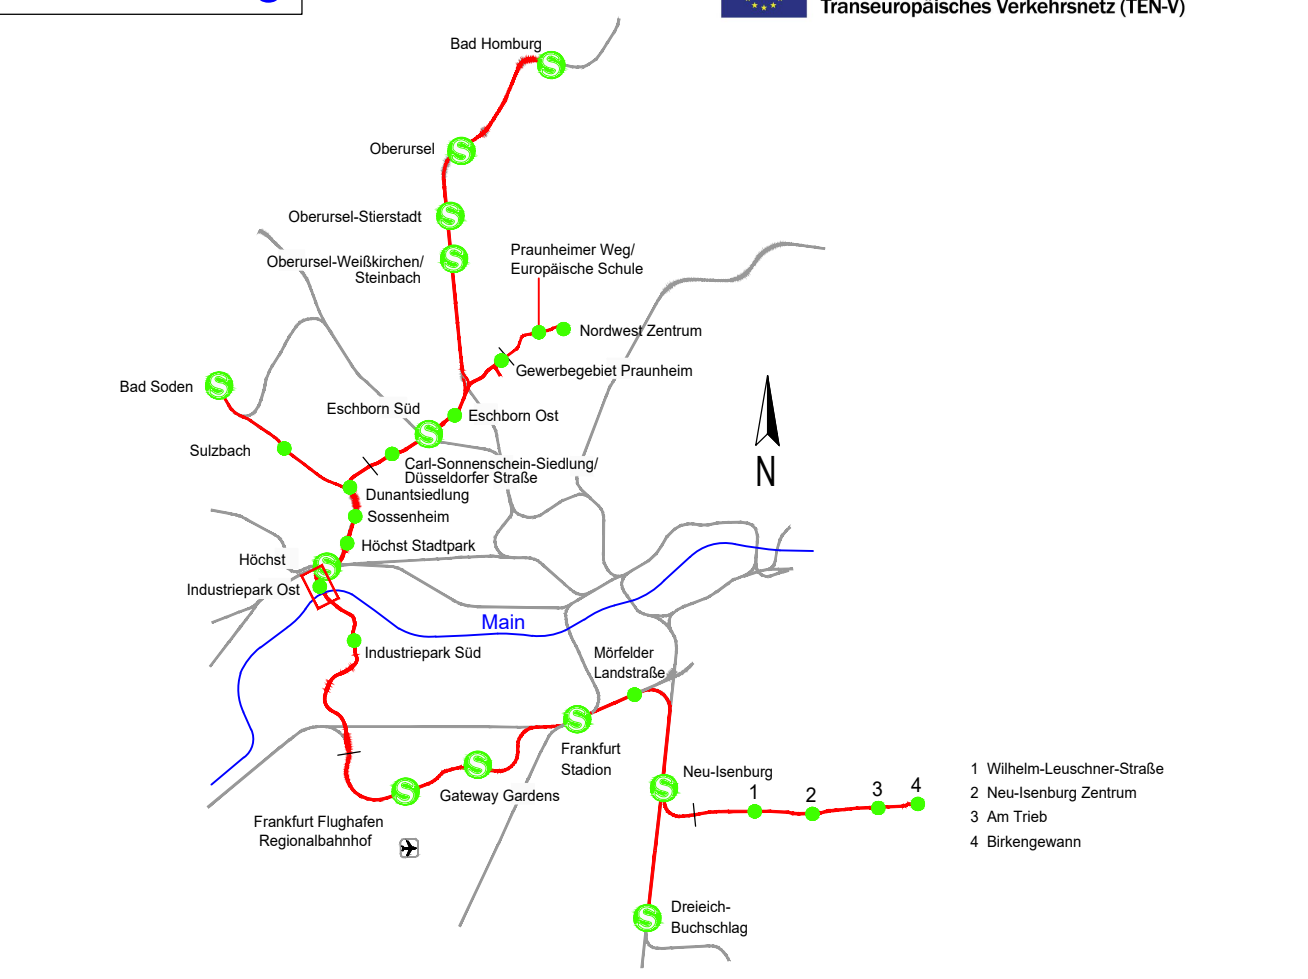 Transeuropäisches Verkehrsnetz (TEN-V)
Bad Homburg
S
Oberursel
S
Oberursel-Stierstadt
S
Oberursel-Weißkirchen/
Steinbach
S
Praunheimer Weg/
Europäische Schule
Nordwest Zentrum
Gewerbegebiet Praunheim
Bad Soden
S
Eschborn Süd
S
Eschborn Ost
Sulzbach
Carl-Sonnenschein-Siedlung/
Düsseldorfer Straße
Dunantsiedlung
Sossenheim
Höchst Stadtpark
Höchst
S
Industriepark Ost
N
Main
Industriepark Süd
Mörfelder
Landstraße
S
Frankfurt
Stadion
S
Gateway Gardens
S
Frankfurt Flughafen
Regionalbahnhof
Neu-Isenburg
S
1
2
3
4
1 Wilhelm-Leuschner-Straße
2 Neu-Isenburg Zentrum
3 Am Trieb
4 Birkengewann
S
Dreieich-
Buchschlag